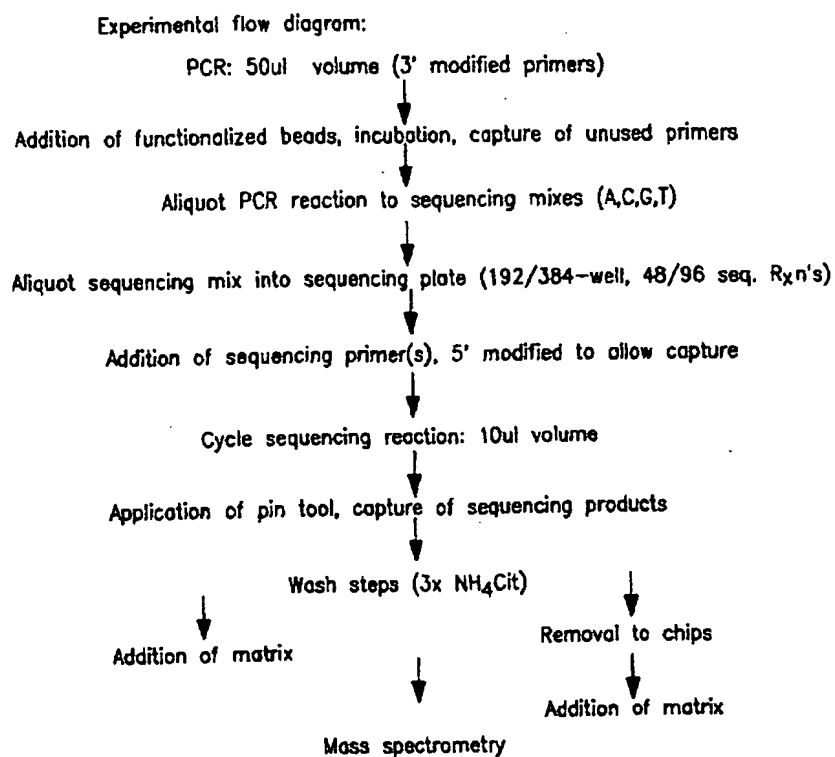 Experimental flow diagram:
PCR: 50ul volume (3' modified primers)
Addition of functionalized beads, incubation, capture of unused primers
Aliquot PCR reaction to sequencing mixes (A,C,G,T)
Aliquot sequencing mix into sequencing plate (192/384-well, 48/96 seq. RXn's)
Addition of sequencing primer(s), 5' modified to allow capture
Cycle sequencing reaction: 10ul volume
Application of pin tool, capture of sequencing products
Wash steps (3x NH4Cit)
Removal to chips
Addition of matrix
Addition of matrix
Mass spectrometry